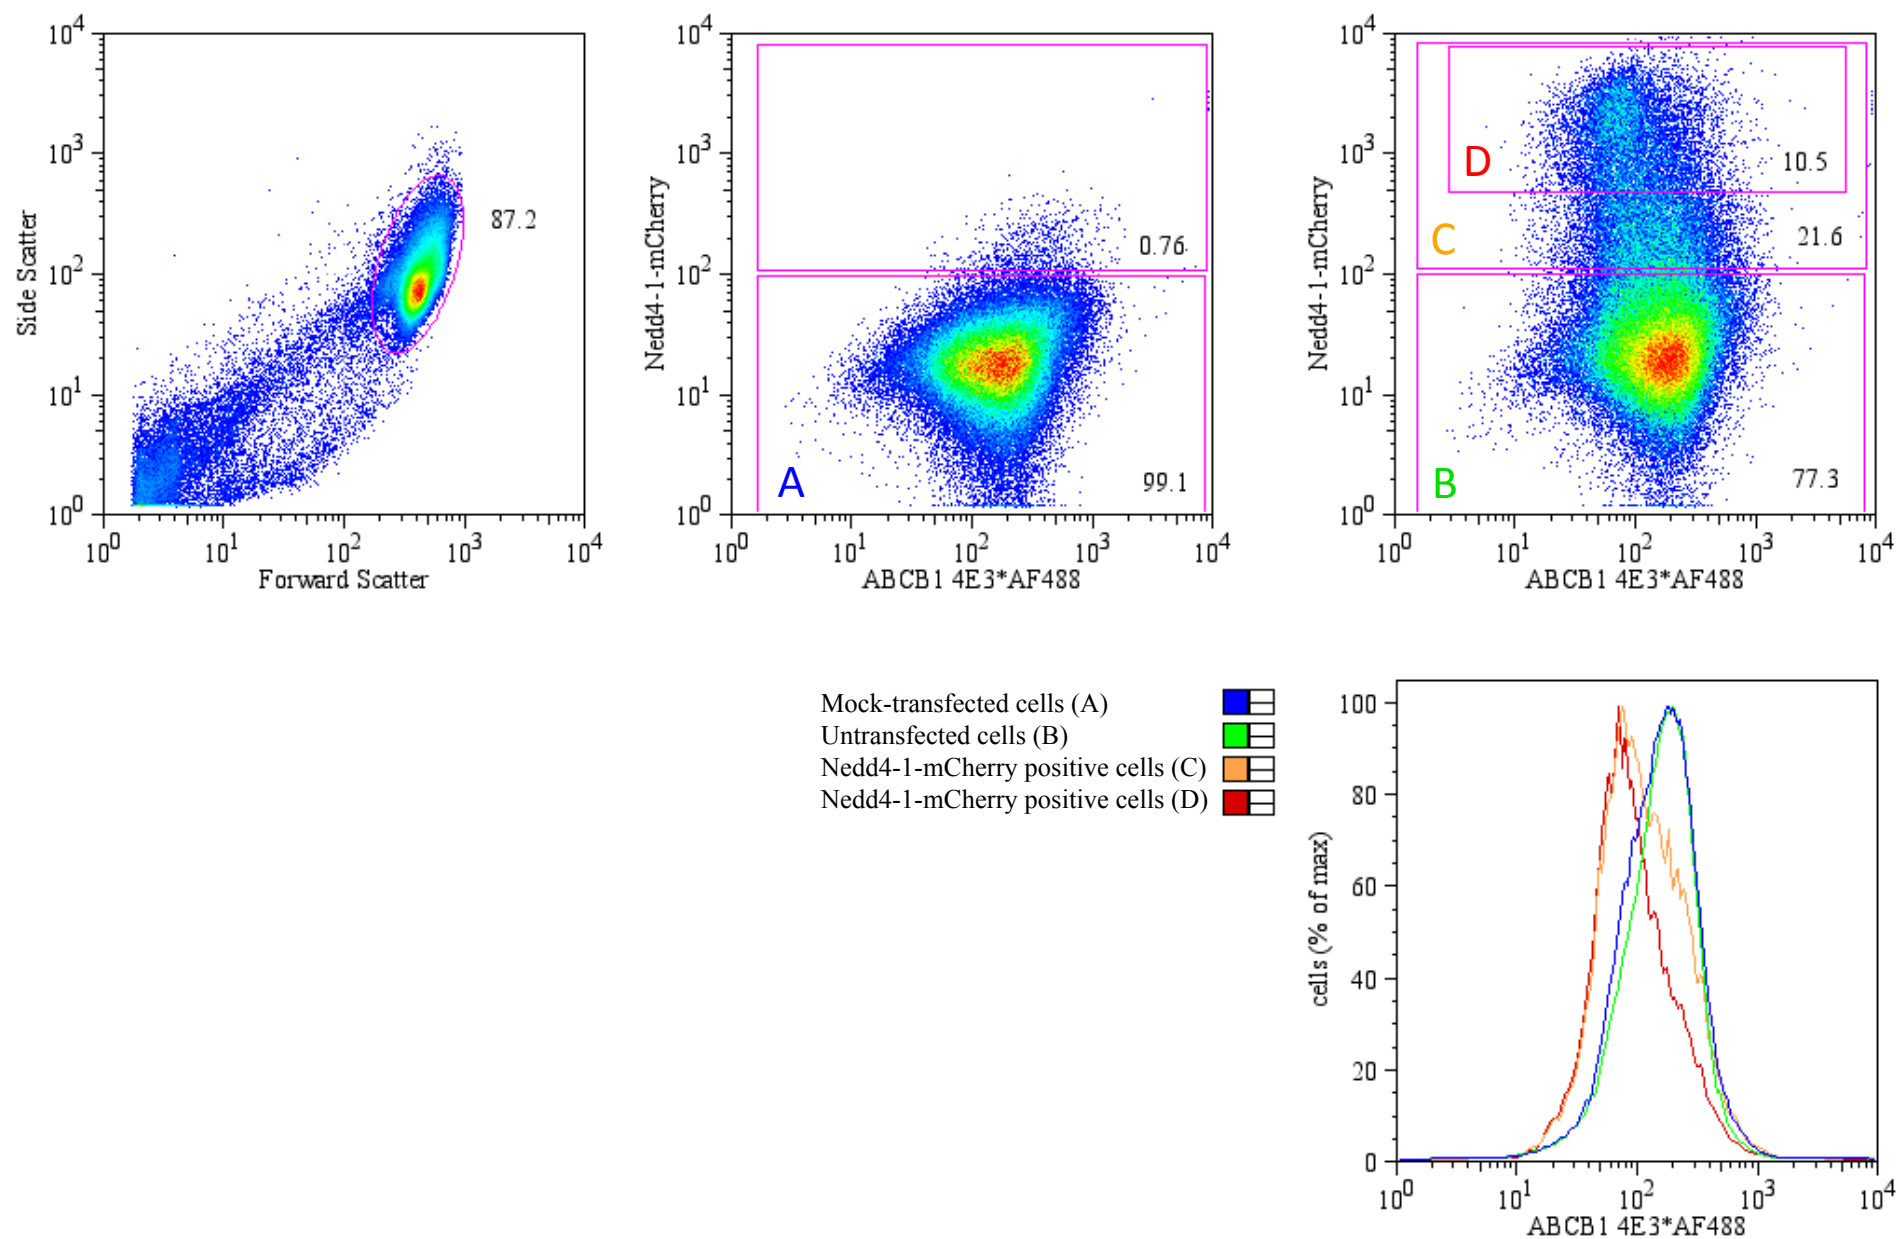 10^4
10^3
10^2
10^1
10^0
Side Scatter
87.2
10^0 10^1 10^2 10^3 10^4
Forward Scatter
10^4
10^3
10^2
10^1
10^0
Nedd4-1-mCherry
0.76
A
99.1
10^0 10^1 10^2 10^3 10^4
ABCB1 4E3*AF488
10^4
10^3
10^2
10^1
10^0
Nedd4-1-mCherry
D
10.5
C
21.6
B
77.3
10^0 10^1 10^2 10^3 10^4
ABCB1 4E3*AF488
Mock-transfected cells (A)
Untransfected cells (B)
Nedd4-1-mCherry positive cells (C)
Nedd4-1-mCherry positive cells (D)
100
80
60
40
20
0
cells (% of max)
10^0 10^1 10^2 10^3 10^4
ABCB1 4E3*AF488